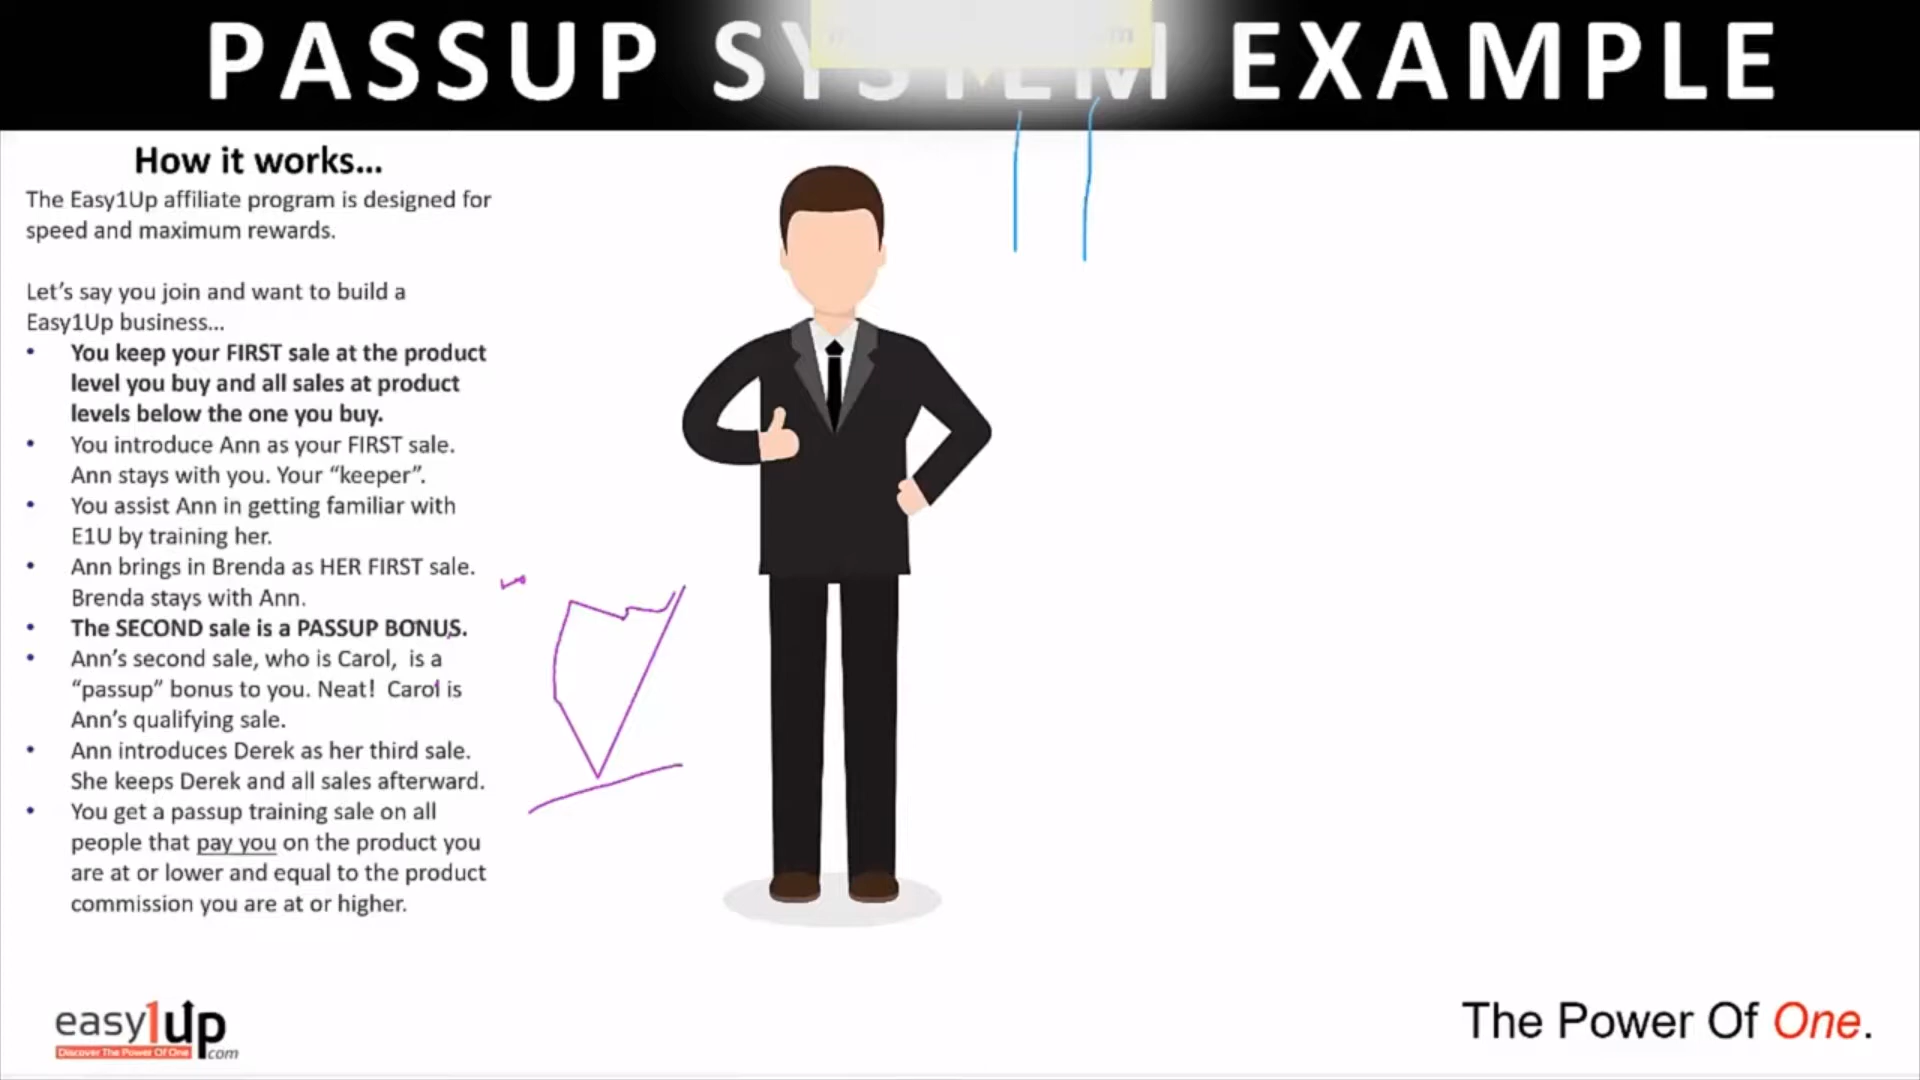 PASSUP SYSTEM EXAMPLE
How it works...
The Easy1Up affiliate program is designed for
speed and maximum rewards.
Let's say you join and want to build a
Easy1Up business...
• You keep your FIRST sale at the product
level you buy and all sales at product
levels below the one you buy.
• You introduce Ann as your FIRST sale.
Ann stays with you. Your “keeper”.
• You assist Ann in getting familiar with
E1U by training her.
• Ann brings in Brenda as HER FIRST sale.
Brenda stays with Ann.
• The SECOND sale is a PASSUP BONUS.
• Ann's second sale, who is Carol, is a
“passup” bonus to you. Neat! Carol is
Ann's qualifying sale.
• Ann introduces Derek as her third sale.
She keeps Derek and all sales afterward.
• You get a passup training sale on all
people that pay you on the product you
are at or lower and equal to the product
commission you are at or higher.
easy1up
Discover The Power Of One .com
The Power Of One.